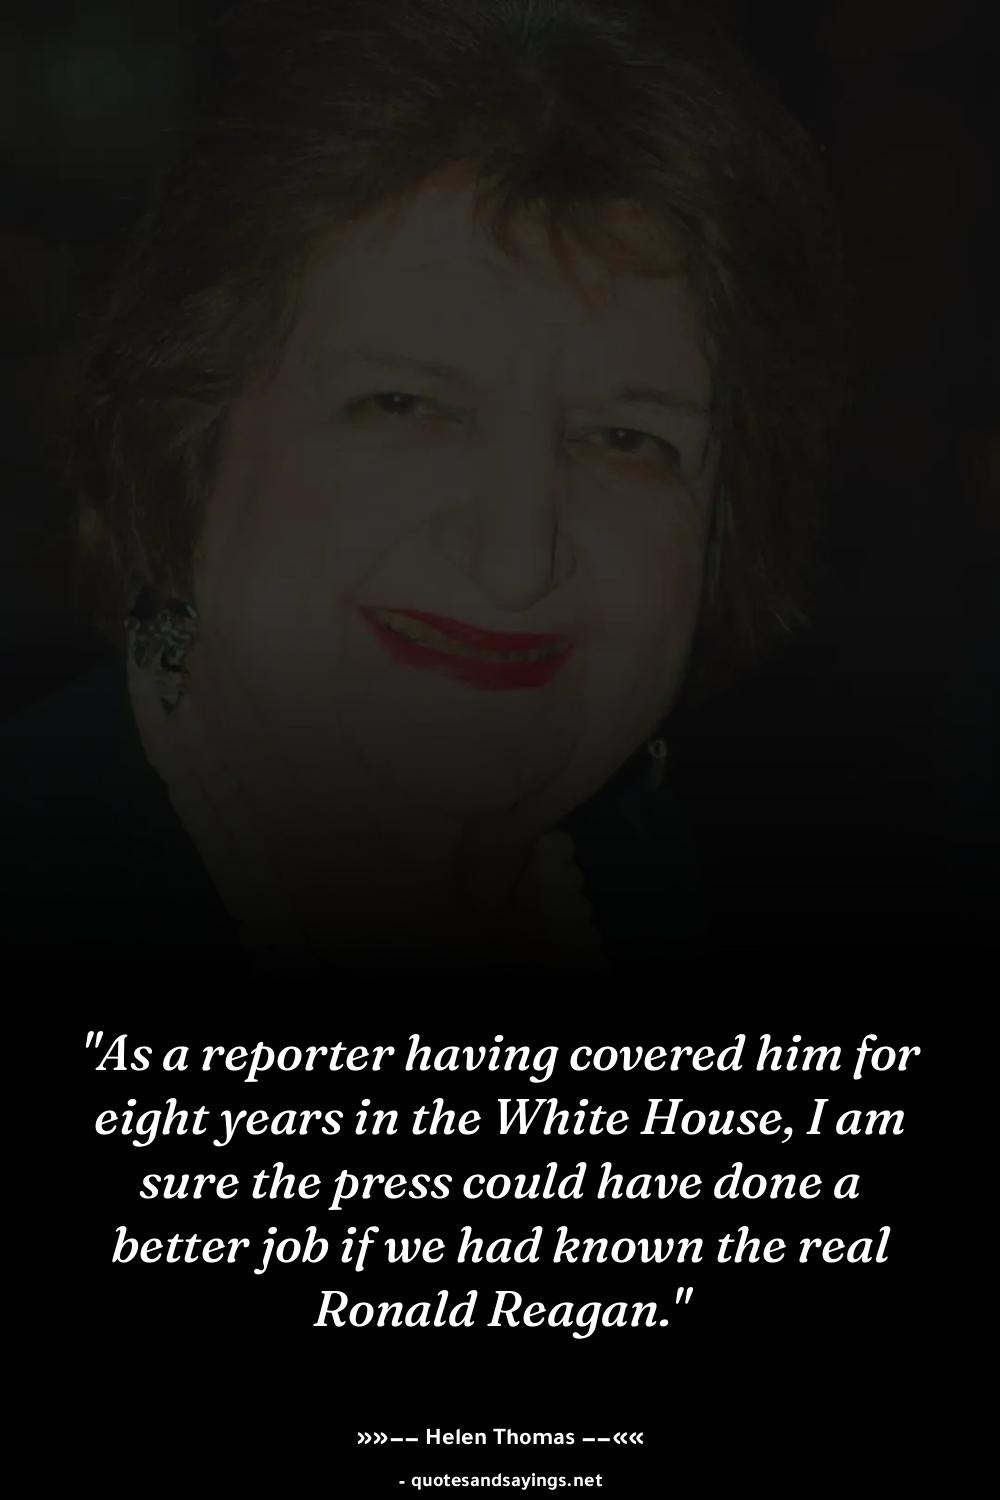 "As a reporter having covered him for
eight years in the White House, I am
sure the press could have done a
better job if we had known the real
Ronald Reagan."
»»−− Helen Thomas −−««
- quotesandsayings.net